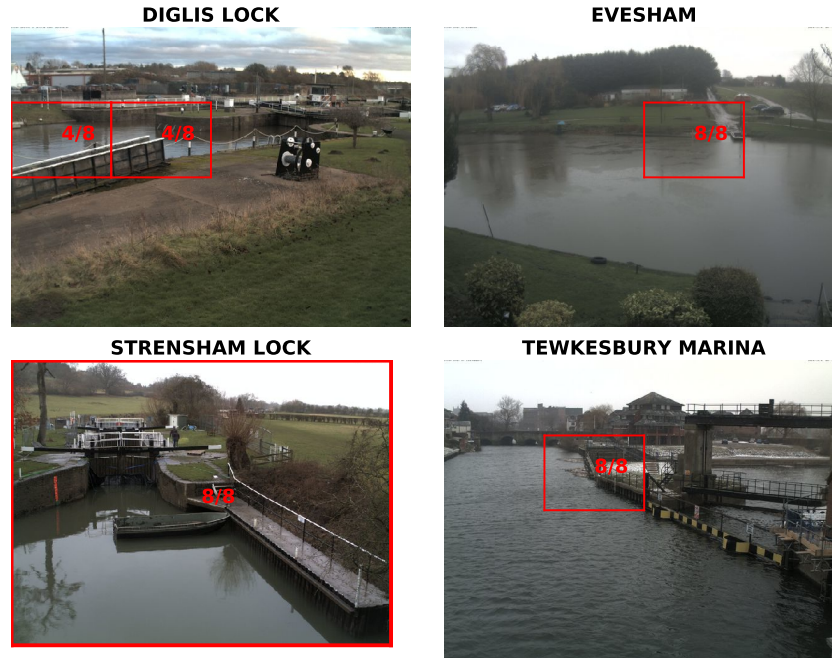 DIGLIS LOCK
EVESHAM
4/8
4/8
8/8
STRENSHAM LOCK
TEWKESBURY MARINA
8/8
8/8